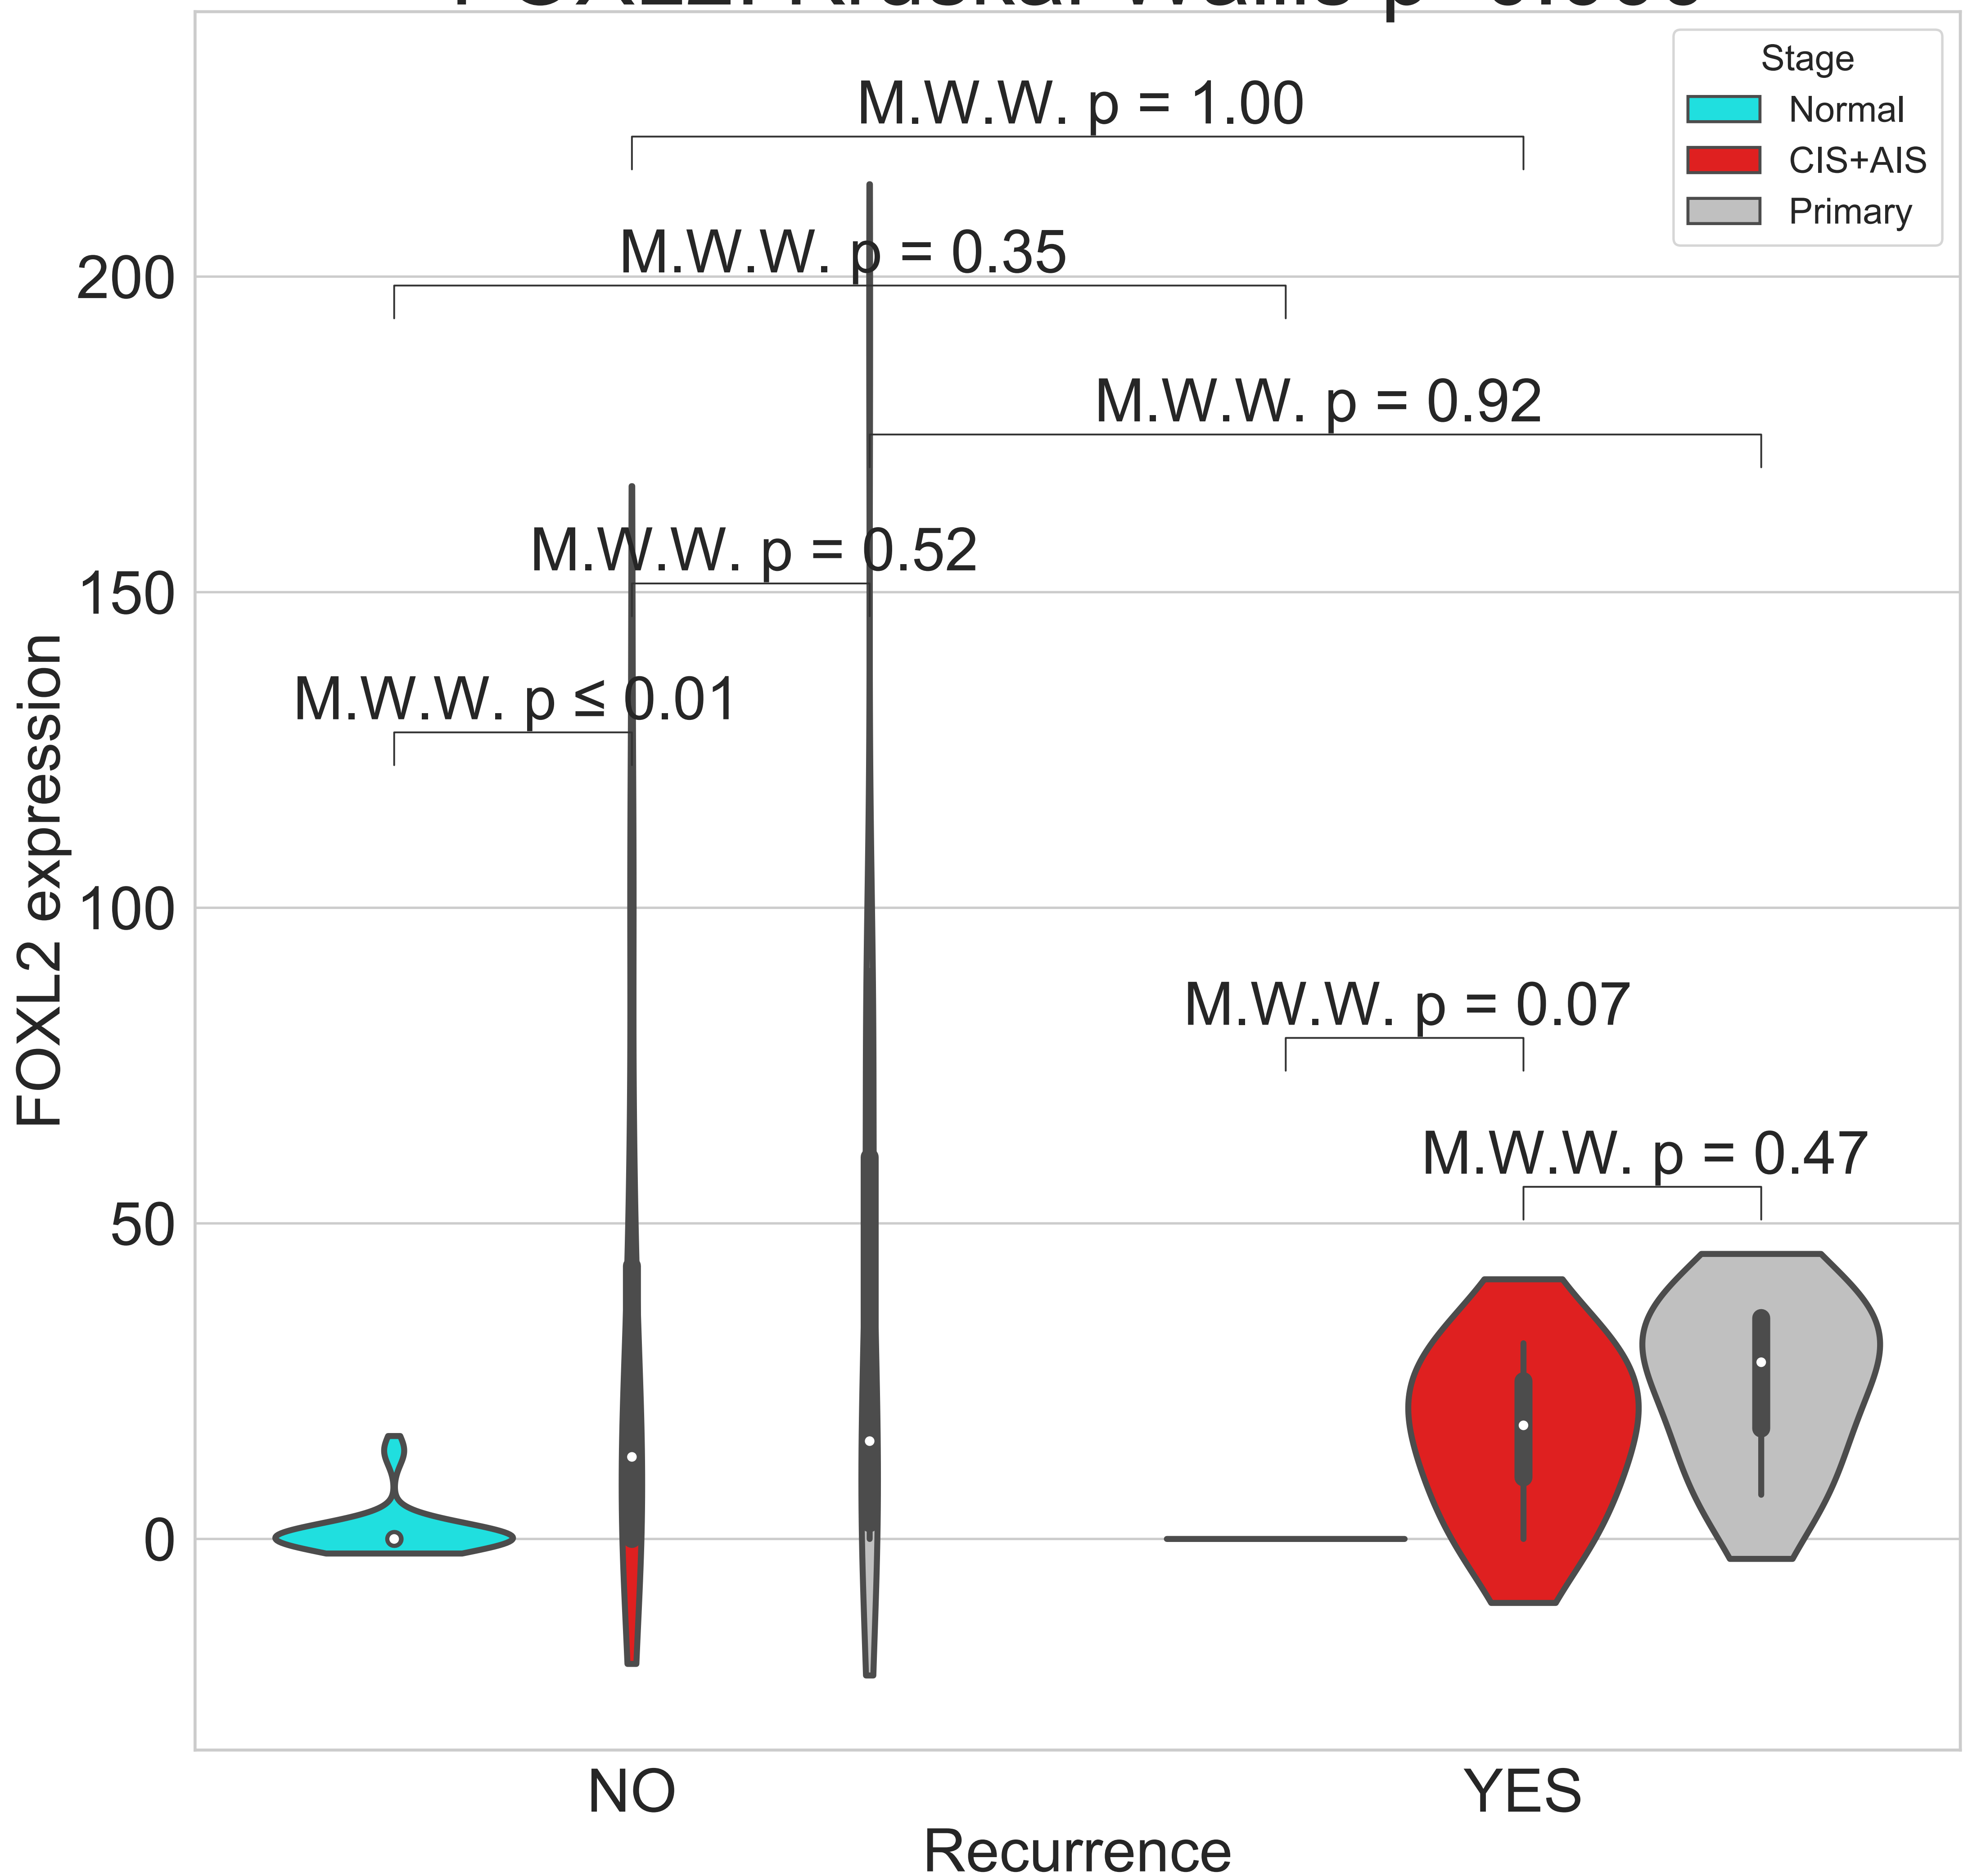 Stage
Normal
CIS+AIS
Primary
M.W.W. p = 1.00
M.W.W. p = 0.35
M.W.W. p = 0.92
M.W.W. p = 0.52
M.W.W. p ≤ 0.01
M.W.W. p = 0.07
M.W.W. p = 0.47
FOXL2 expression
200
150
100
50
0
NO
YES
Recurrence